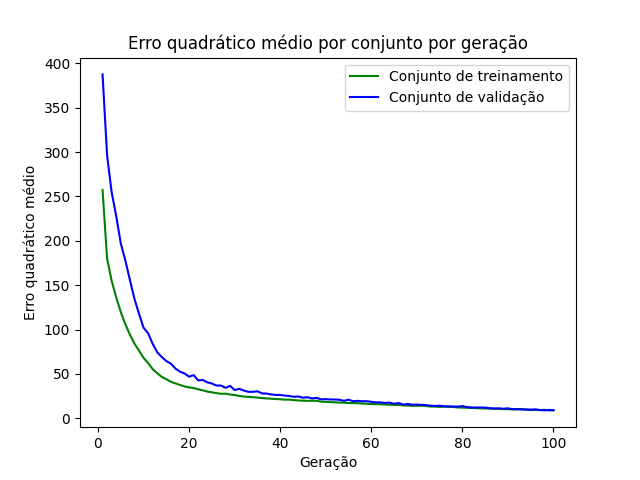 Erro quadrático médio por conjunto por geração
Conjunto de treinamento
Conjunto de validação
Erro quadrático médio
400
350
300
250
200
150
100
50
0
0 20 40 60 80 100
Geração